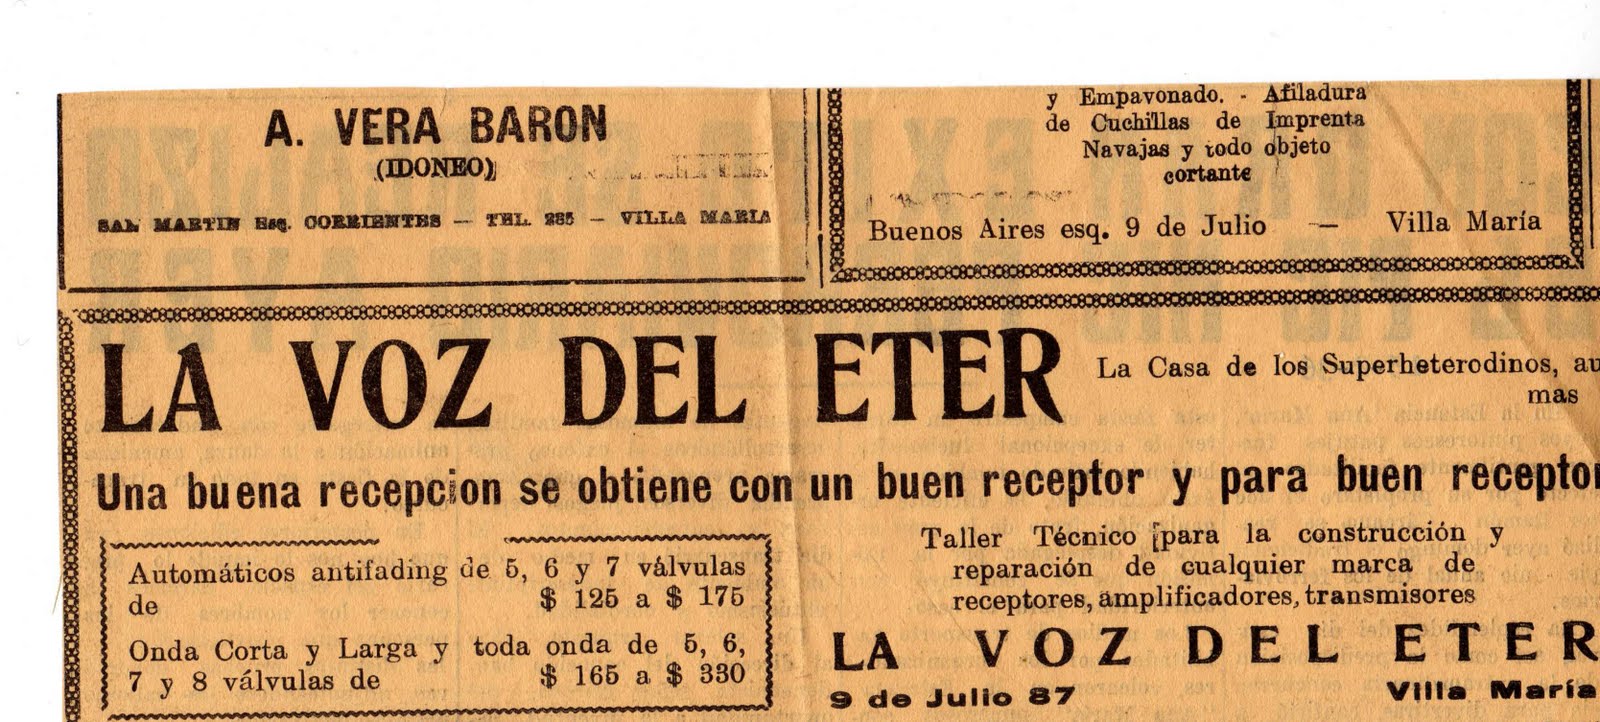 A. VERA BARON
(IDONEO)
SAN MARTIN Esq. CORRIENTES — TEL. 285 — VILLA MARIA
y Empavonado. - Afiladura
de Cuchillas de Imprenta
Navajas y todo objeto
cortante
Buenos Aires esq. 9 de Julio — Villa María
LA VOZ DEL ETER
La Casa de los Superheterodinos, au
mas
Una buena recepcion se obtiene con un buen receptor y para buen receptor
Automáticos antifading de 5, 6 y 7 válvulas
de $ 125 a $ 175
Onda Corta y Larga y toda onda de 5, 6,
7 y 8 válvulas de $ 165 a $ 330
Taller Técnico para la construcción y
reparación de cualquier marca de
receptores, amplificadores, transmisores
LA VOZ DEL ETER
9 de Julio 87 Villa María